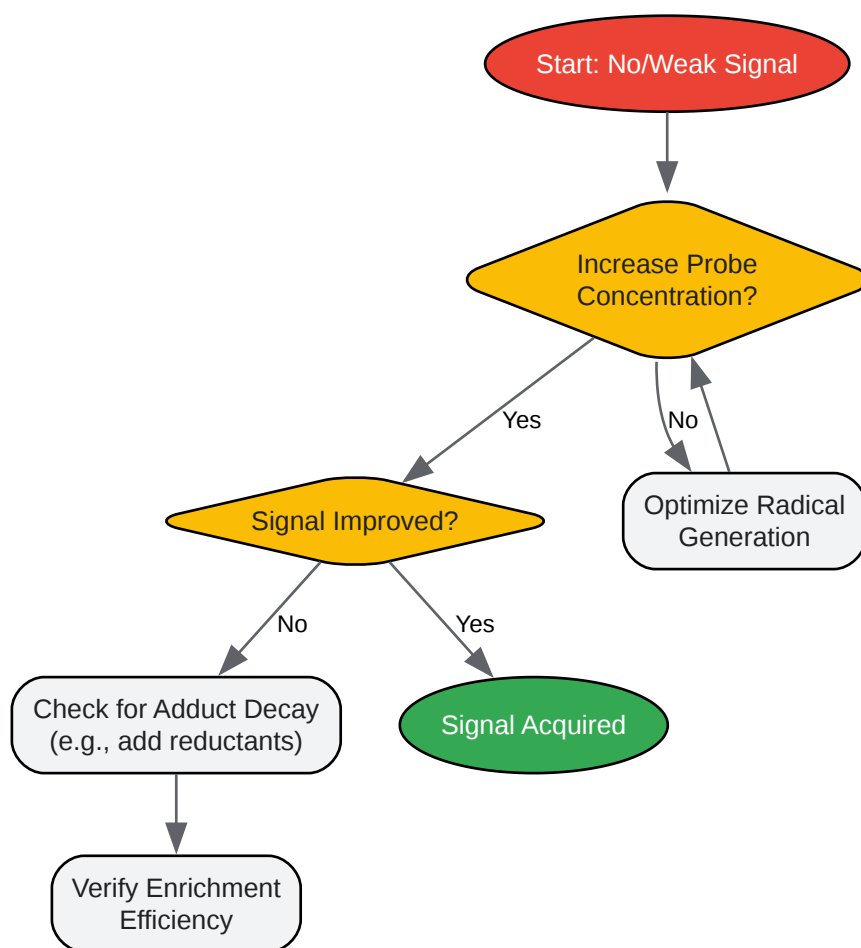 Start: No/Weak Signal
Increase Probe
Concentration?
Yes
No
Signal Improved?
Optimize Radical
Generation
No
Yes
Check for Adduct Decay
(e.g., add reductants)
Signal Acquired
Verify Enrichment
Efficiency